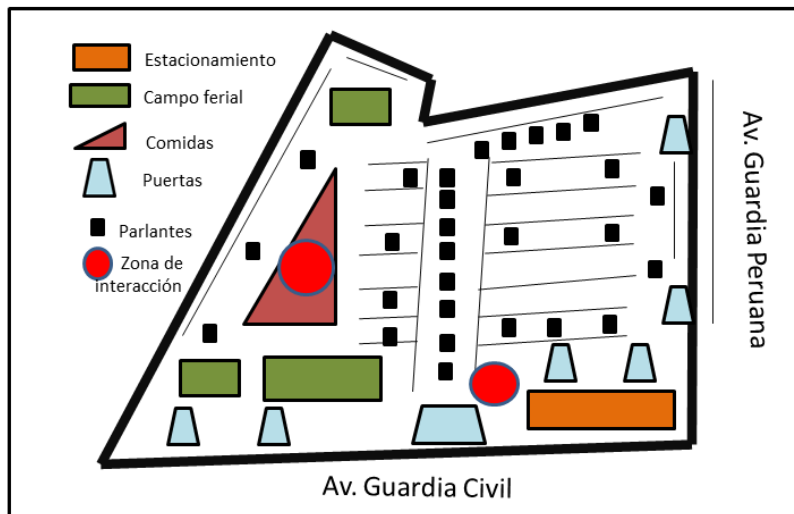 Estacionamiento
Campo ferial
Comidas
Puertas
Parlantes
Zona de
interacción
Av. Guardia Peruana
Av. Guardia Civil